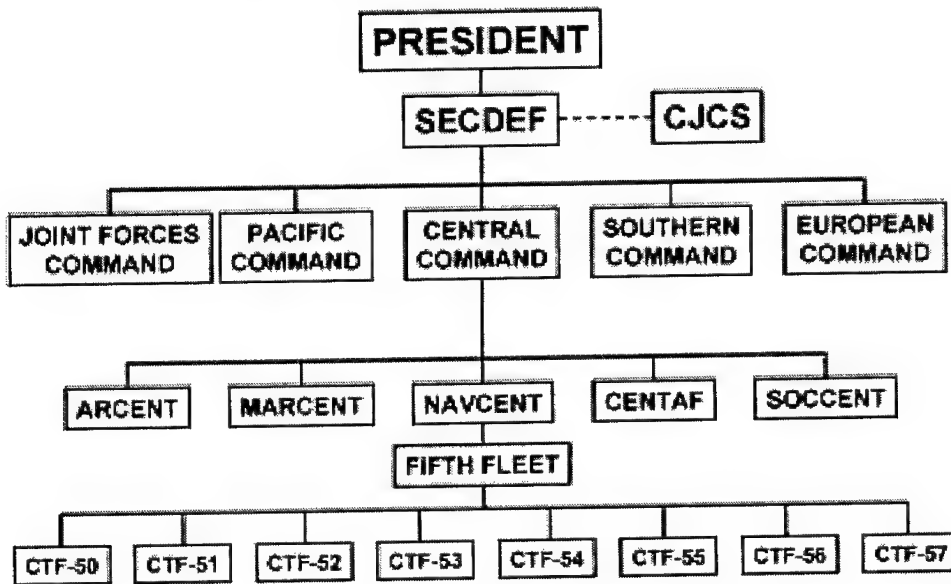 PRESIDENT
SECDEF
CJCS
JOINT FORCES
COMMAND
PACIFIC
COMMAND
CENTRAL
COMMAND
SOUTHERN
COMMAND
EUROPEAN
COMMAND
ARCENT
MARCENT
NAVCENT
CENTAF
SOCCENT
FIFTH FLEET
CTF-50
CTF-51
CTF-52
CTF-53
CTF-54
CTF-55
CTF-56
CTF-57